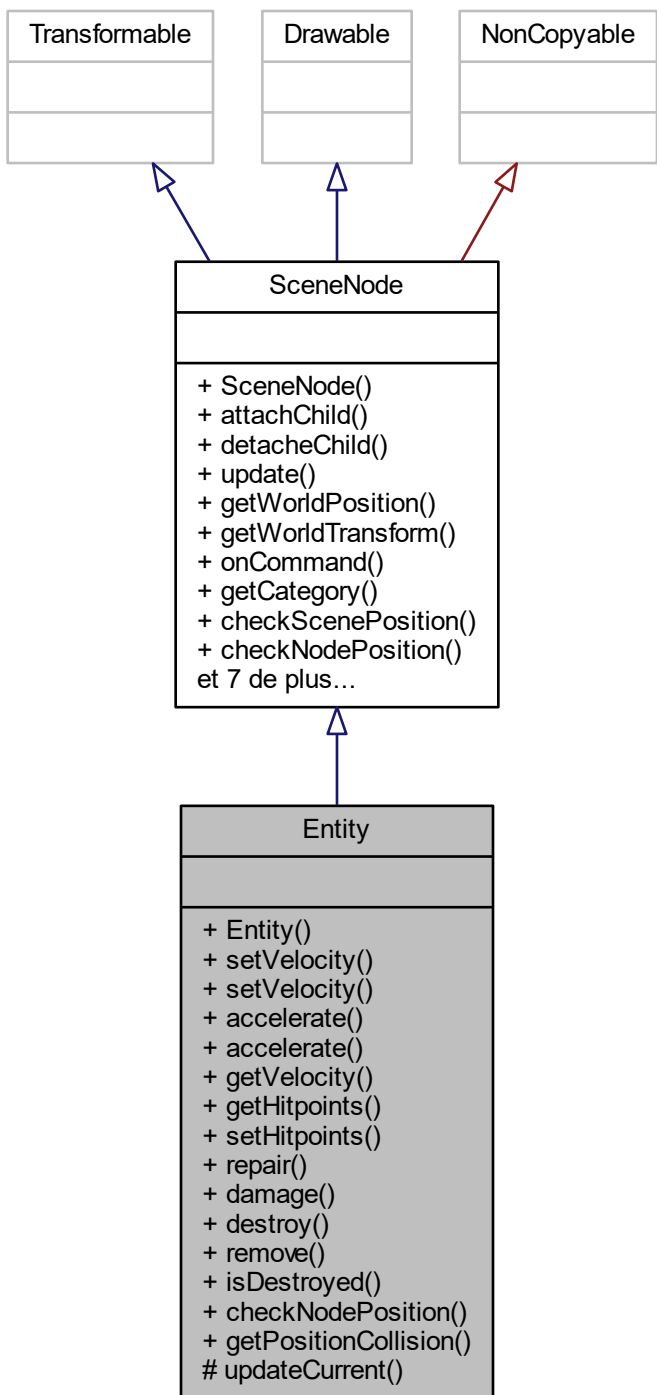 Transformable
Drawable
NonCopyable
SceneNode
+ SceneNode()
+ attachChild()
+ detacheChild()
+ update()
+ getWorldPosition()
+ getWorldTransform()
+ onCommand()
+ getCategory()
+ checkScenePosition()
+ checkNodePosition()
et 7 de plus...
Entity
+ Entity()
+ setVelocity()
+ setVelocity()
+ accelerate()
+ accelerate()
+ getVelocity()
+ getHitpoints()
+ setHitpoints()
+ repair()
+ damage()
+ destroy()
+ remove()
+ isDestroyed()
+ checkNodePosition()
+ getPositionCollision()
# updateCurrent()